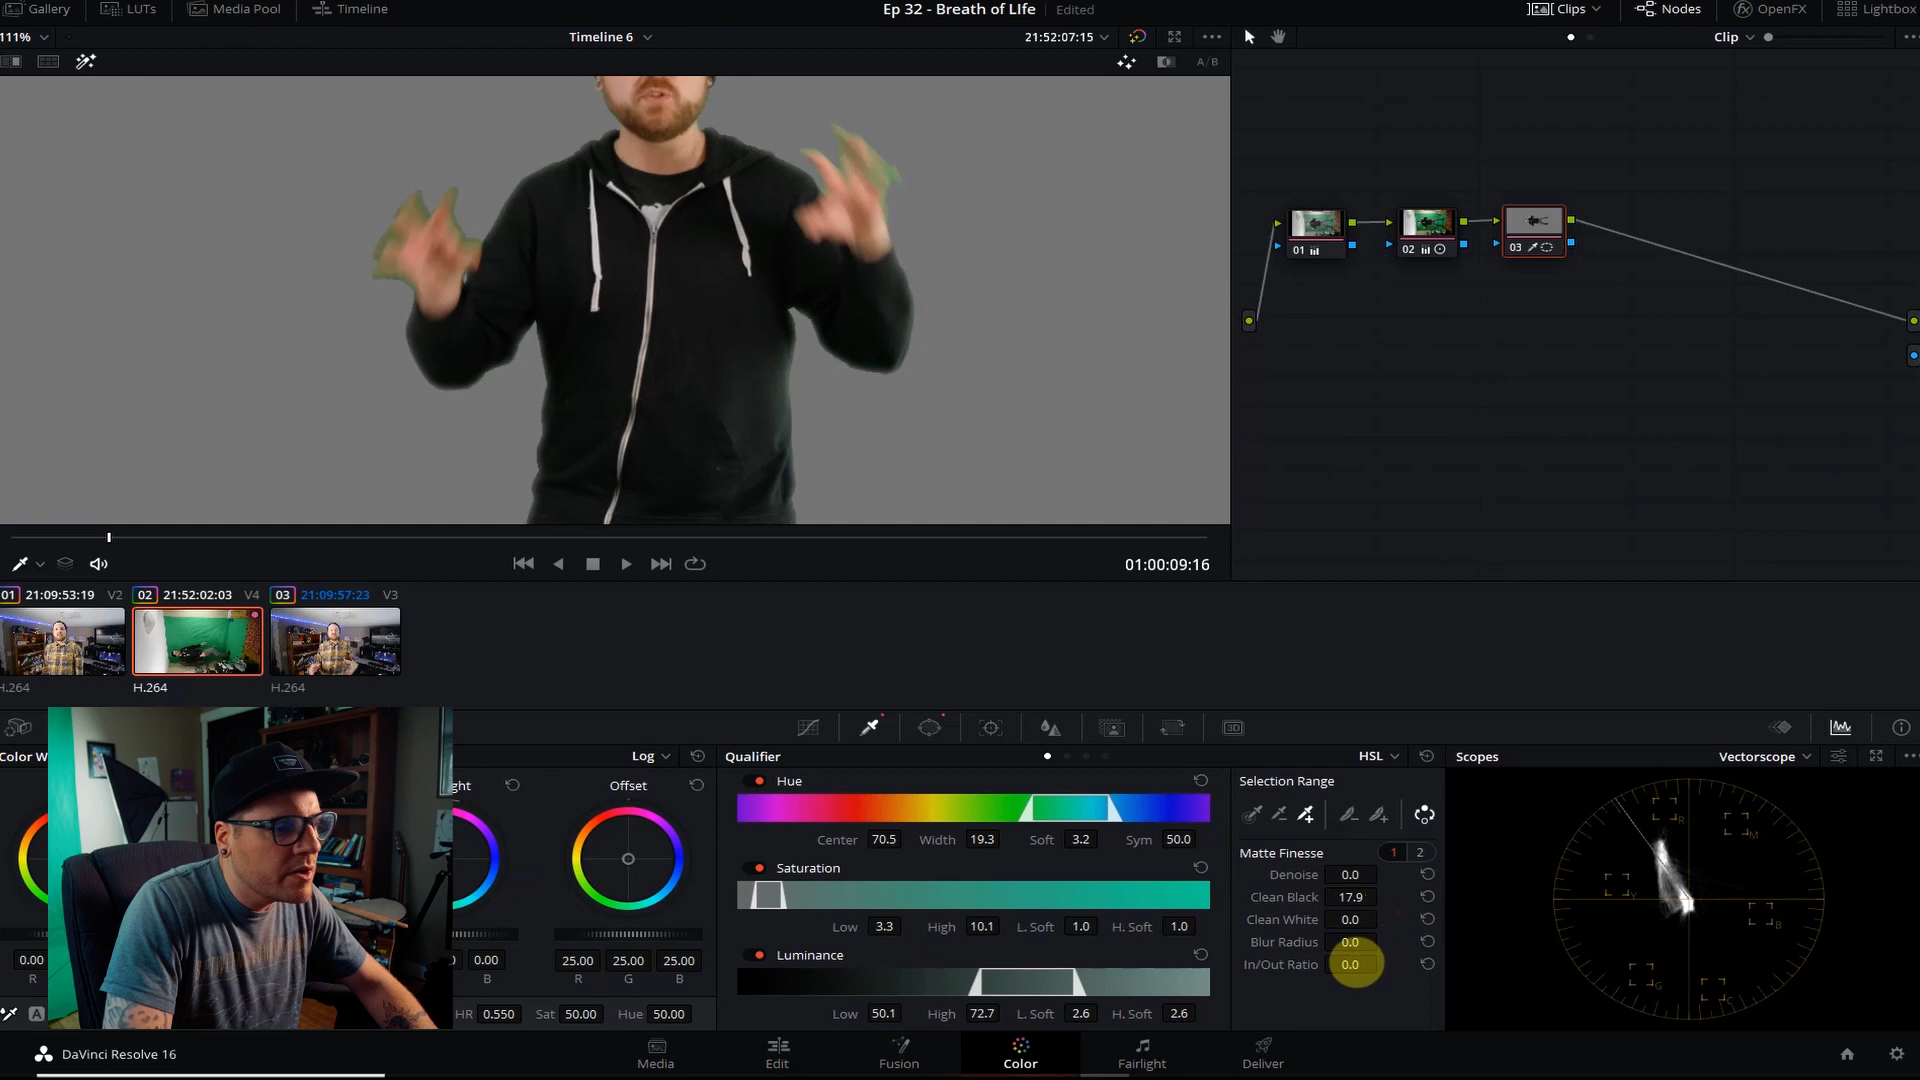 Gallery LUTs Media Pool Timeline Ep 32 - Breath of LIfe Edited Clips Nodes OpenFX Lightbox
111% Timeline 6 21:52:07:15 Clip
A/B
01 02 03
01:00:09:16
01 21:09:53:19 V2 02 21:52:02:03 V4 03 21:09:57:23 V3
H.264 H.264 H.264
Color W Log Qualifier HSL Scopes Vectorscope
ght Offset
Hue Selection Range
Center 70.5 Width 19.3 Soft 3.2 Sym 50.0
Matte Finesse 1 2
Saturation Denoise 0.0
Clean Black 17.9
Low 3.3 High 10.1 L. Soft 1.0 H. Soft 1.0 Clean White 0.0
Luminance Blur Radius 0.0
0.00 0.00 25.00 25.00 25.00 In/Out Ratio 0.0
R B R G B
HR 0.550 Sat 50.00 Hue 50.00 Low 50.1 High 72.7 L. Soft 2.6 H. Soft 2.6
R M Y B G C
A
DaVinci Resolve 16 Media Edit Fusion Color Fairlight Deliver